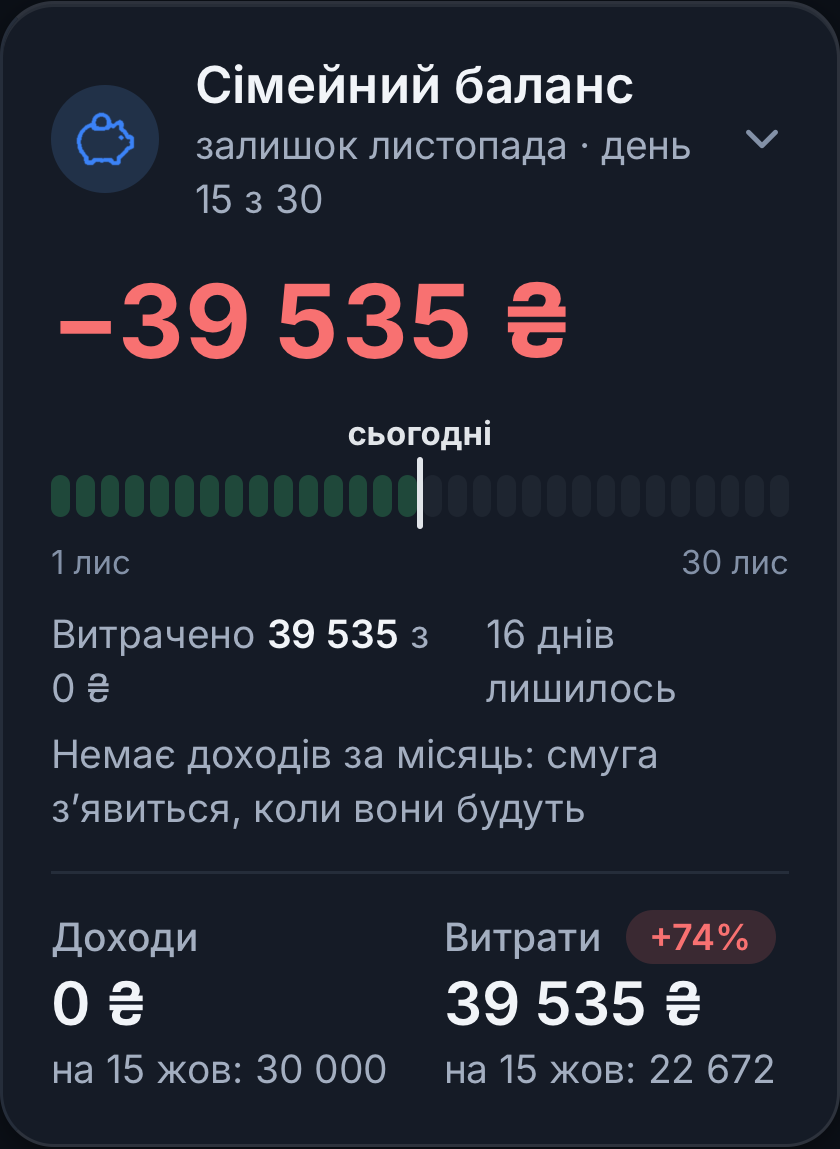 Сімейний баланс
залишок листопада · день
15 з 30
−39 535 ₴
сьогодні
1 лис
30 лис
Витрачено 39 535 з
0 ₴
16 днів
лишилось
Немає доходів за місяць: смуга
з’явиться, коли вони будуть
Доходи
0 ₴
на 15 жов: 30 000
Витрати +74%
39 535 ₴
на 15 жов: 22 672